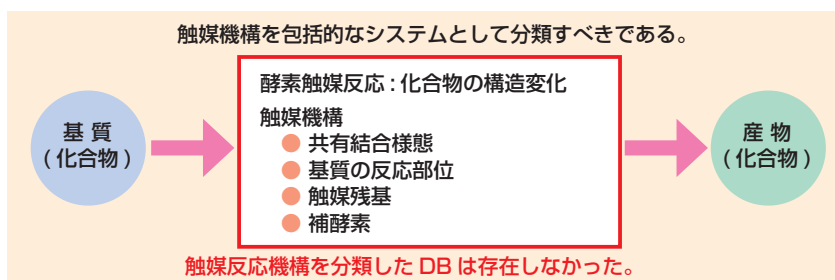 触媒機構を包括的なシステムとして分類すべきである。
基 質
( 化合物 )
酵素触媒反応 : 化合物の構造変化
触媒機構
● 共有結合様態
● 基質の反応部位
● 触媒残基
● 補酵素
産 物
( 化合物 )
触媒反応機構を分類した DB は存在しなかった。